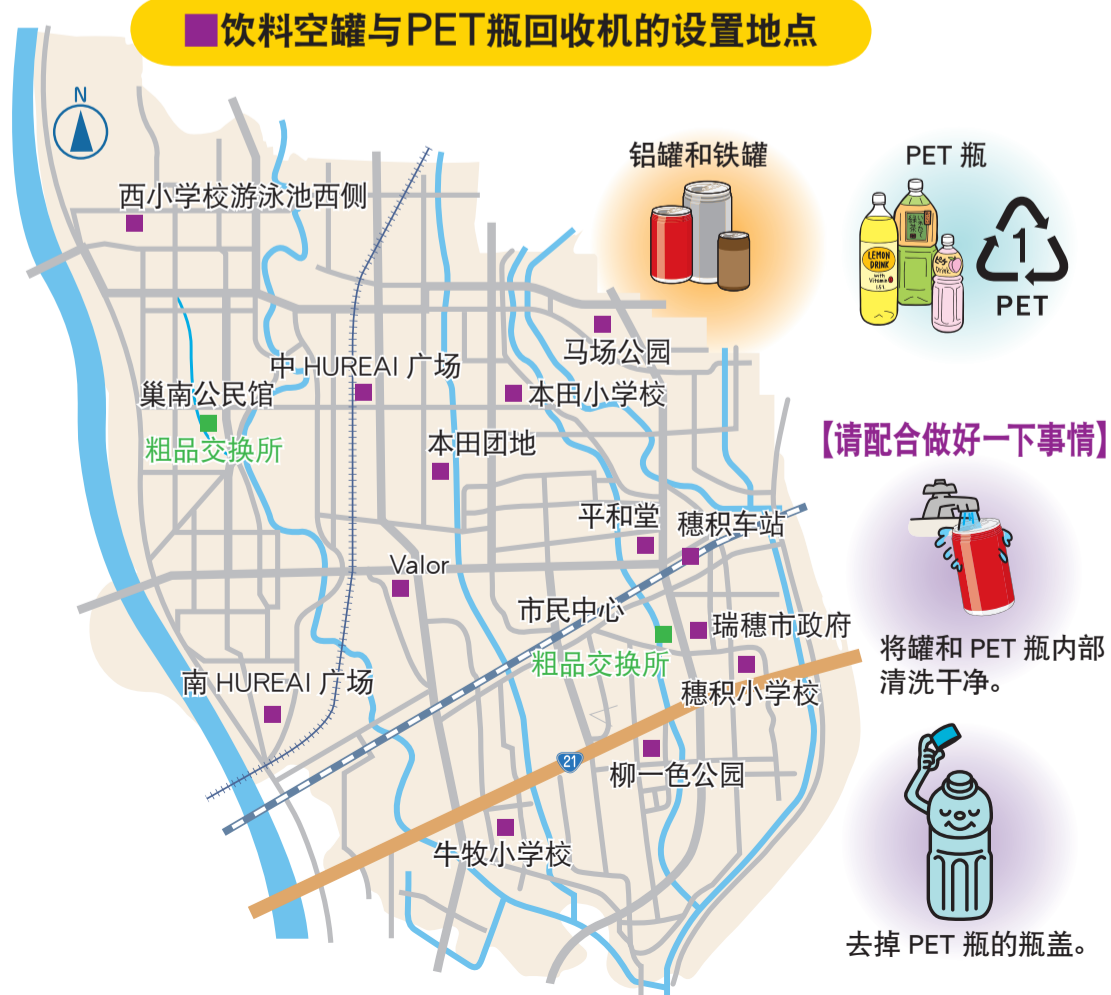 ■饮料空罐与PET瓶回收机的设置地点
N
铝罐和铁罐
PET 瓶
LEMON
DRINK
with
Vitamin
1
PET
西小学校游泳池西侧
马场公园
中 HUREAI 广场
巢南公民馆
本田小学校
粗品交换所
本田团地
【请配合做好一下事情】
平和堂
穗积车站
Valor
市民中心
瑞穗市政府
粗品交换所
将罐和 PET 瓶内部
清洗干净。
南 HUREAI 广场
穗积小学校
21
柳一色公园
牛牧小学校
去掉 PET 瓶的瓶盖。